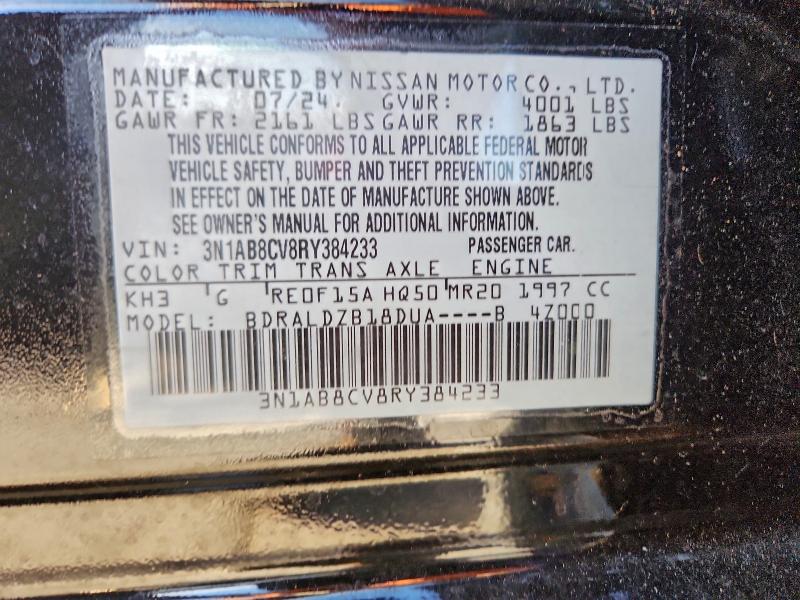 MANUFACTURED BY NISSAN MOTOR CO., LTD.
DATE: 07/24. GVWR: 4001 LBS
GAWR FR: 2161 LBS GAWR RR: 1863 LBS
THIS VEHICLE CONFORMS TO ALL APPLICABLE FEDERAL MOTOR
VEHICLE SAFETY, BUMPER AND THEFT PREVENTION STANDARDS
IN EFFECT ON THE DATE OF MANUFACTURE SHOWN ABOVE.
SEE OWNER'S MANUAL FOR ADDITIONAL INFORMATION.
VIN: 3N1AB8CV8RY384233 PASSENGER CAR.
COLOR TRIM TRANS AXLE ENGINE
KH3 G RE0F15A HQ50 MR20 1997 CC
MODEL: BDRALDZB18DUA----B 4Z000
3N1AB8CV8RY384233